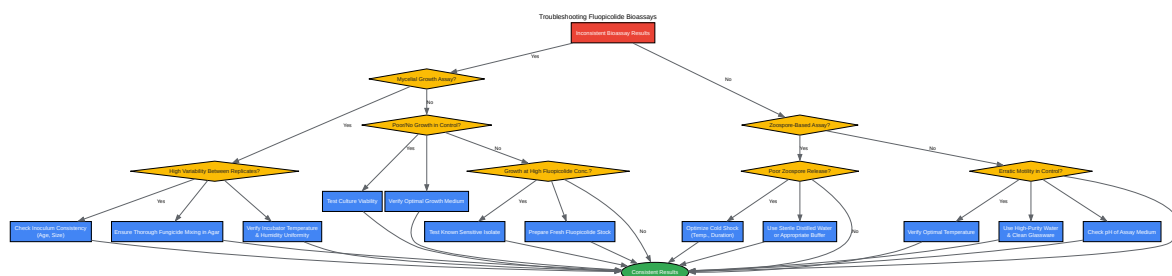 Troubleshooting Fluopicolide Bioassays
Inconsistent Bioassay Results
Yes
No
Mycelial Growth Assay?
No
Yes
Poor/No Growth in Control?
Zoospore-Based Assay?
Yes
No
Yes
No
High Variability Between Replicates?
Growth at High Fluopicolide Conc.?
Poor Zoospore Release?
Erratic Motility in Control?
Yes
Test Culture Viability
Verify Optimal Growth Medium
Yes
Yes
Yes
Check Inoculum Consistency
(Age, Size)
Ensure Thorough Fungicide Mixing in Agar
Verify Incubator Temperature
& Humidity Uniformity
Test Known Sensitive Isolate
Prepare Fresh Fluopicolide Stock
No
Optimize Cold Shock
(Temp., Duration)
Use Sterile Distilled Water
or Appropriate Buffer
No
Verify Optimal Temperature
Use High-Purity Water
& Clean Glassware
Check pH of Assay Medium
Consistent Results